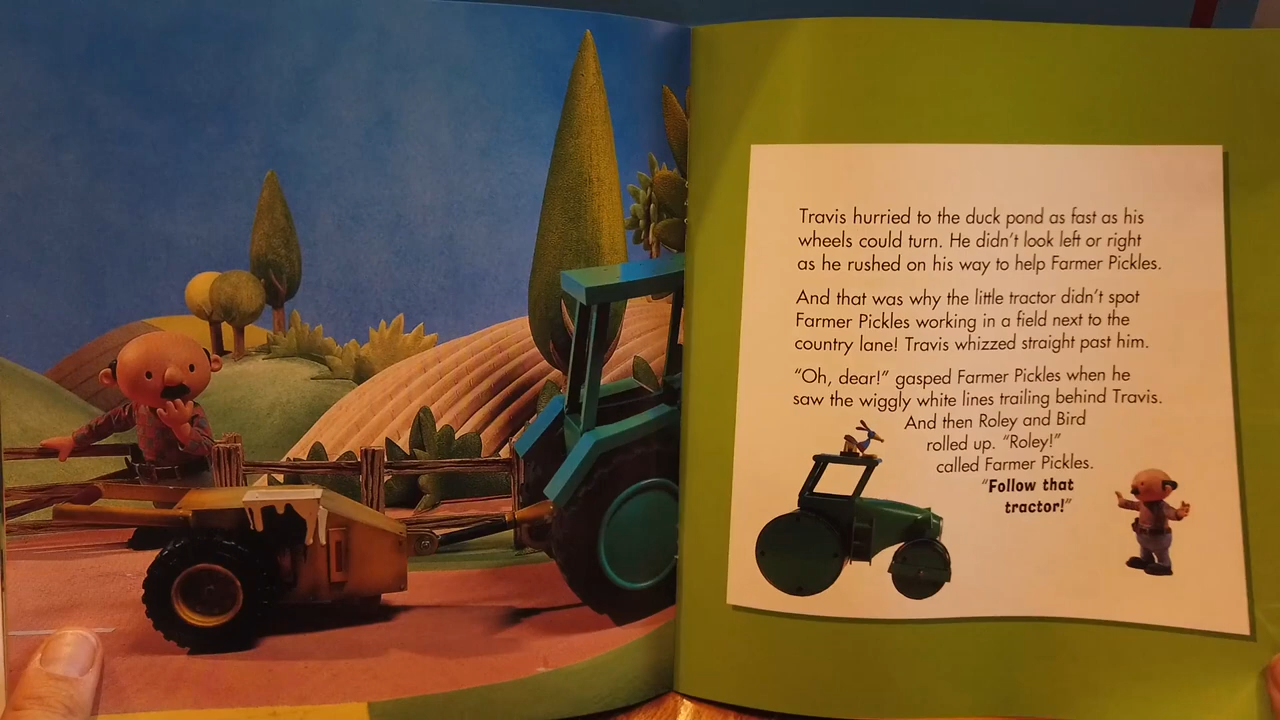 Travis hurried to the duck pond as fast as his
wheels could turn. He didn't look left or right
as he rushed on his way to help Farmer Pickles.
And that was why the little tractor didn't spot
Farmer Pickles working in a field next to the
country lane! Travis whizzed straight past him.
"Oh, dear!" gasped Farmer Pickles when he
saw the wiggly white lines trailing behind Travis.
And then Roley and Bird
rolled up. "Roley!"
called Farmer Pickles.
"Follow that
tractor!"